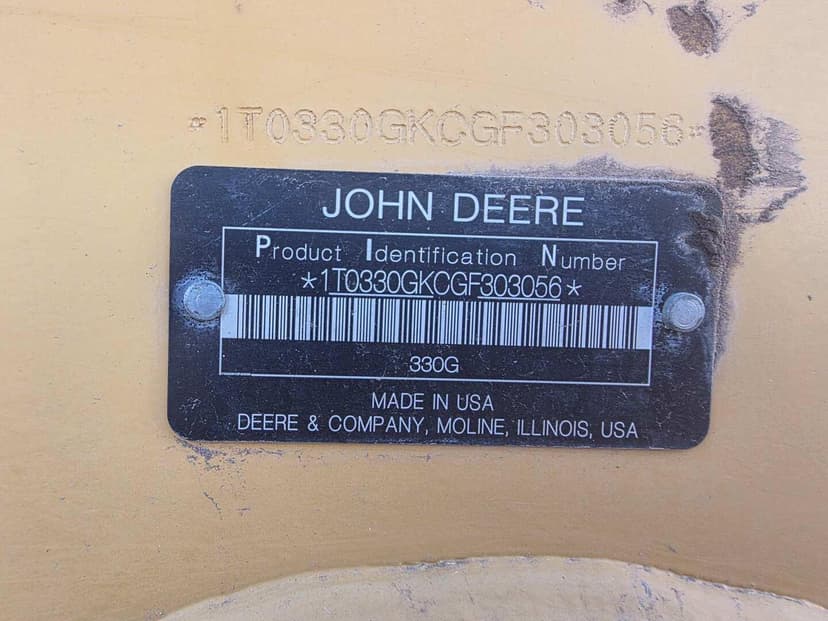 *1T0330GKCGF303056*
JOHN DEERE
Product Identification Number
*1T0330GKCGF303056*
330G
MADE IN USA
DEERE & COMPANY, MOLINE, ILLINOIS, USA